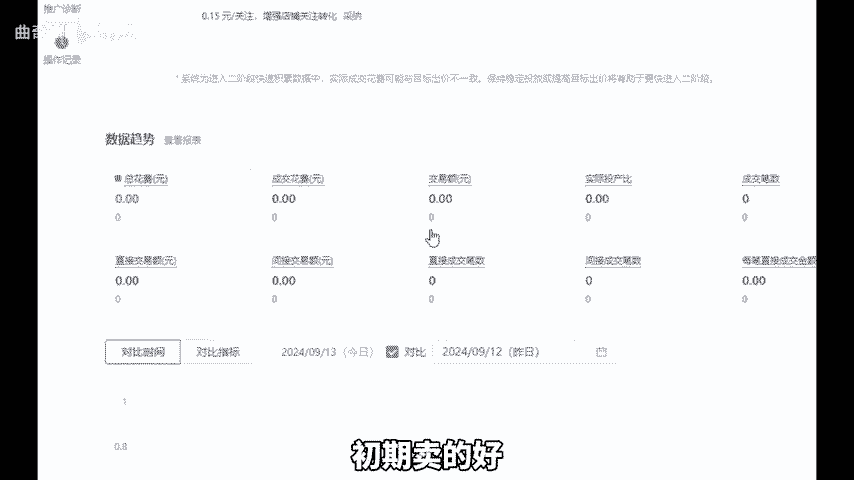 推广诊断
0.15 元/关注，增强店铺关注转化 采纳
曲
操作记录
* 系统为进入二阶段快速积累数据中，实际成交花费可能与目标出价不一致。保持稳定投放或提高目标出价将有助于更快进入二阶段。
数据趋势 查看报表
总花费(元) 成交花费(元) 交易额(元) 实际投产比 成交笔数
0.00 0.00 0.00 0.00 0
0 0 0 0 0
直接交易额(元) 间接交易额(元) 直接成交笔数 间接成交笔数 每笔直接成交金额
0.00 0.00 0 0 0.00
0 0 0 0 0
对比时间 对比指标 2024/09/13（今日） 对比 2024/09/12（昨日）
1
0.8
初期卖的好